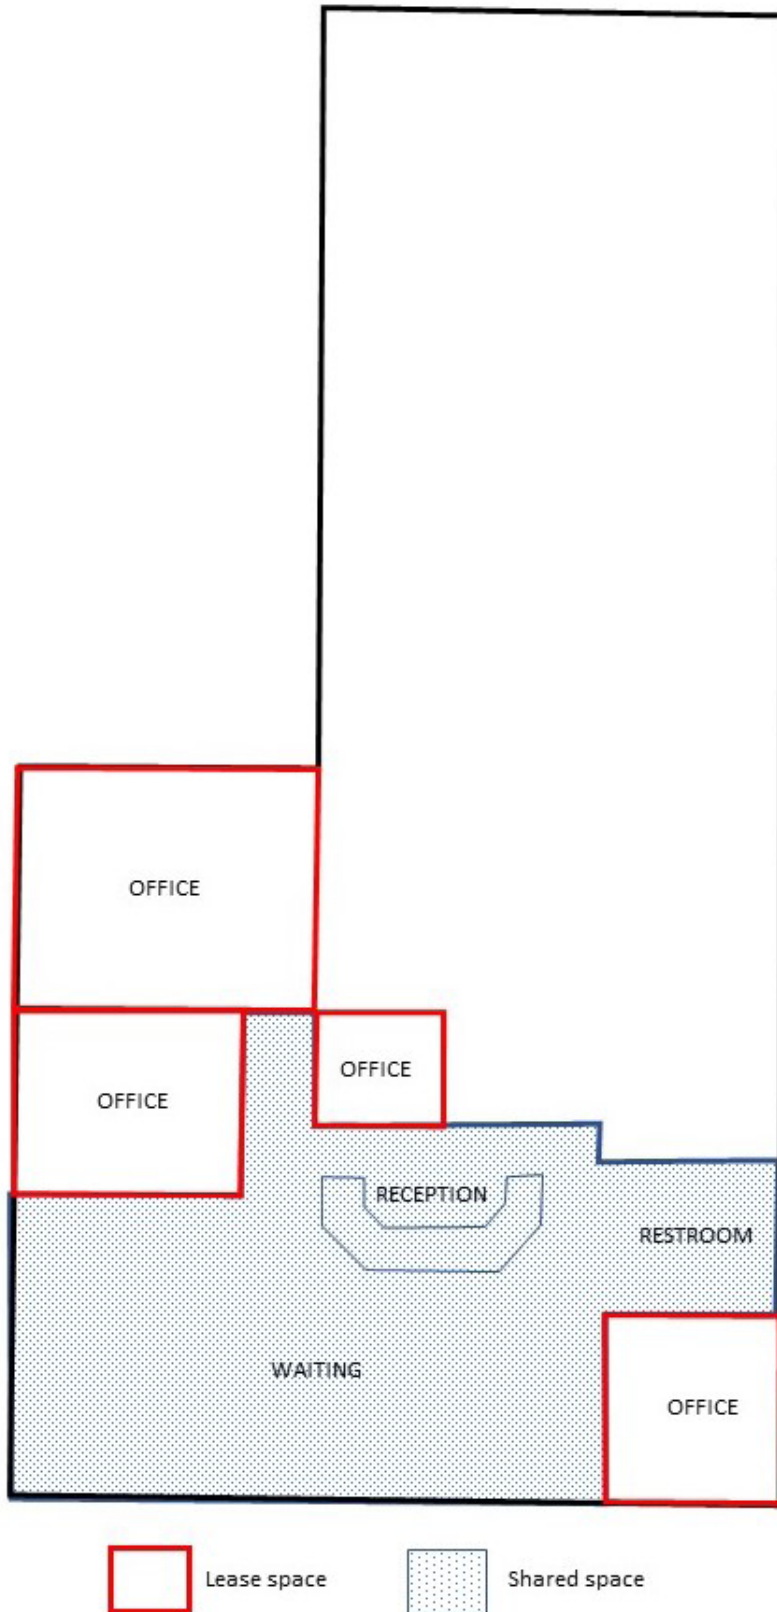 OFFICE
OFFICE
OFFICE
RECEPTION
RESTROOM
WAITING
OFFICE
Lease space
Shared space